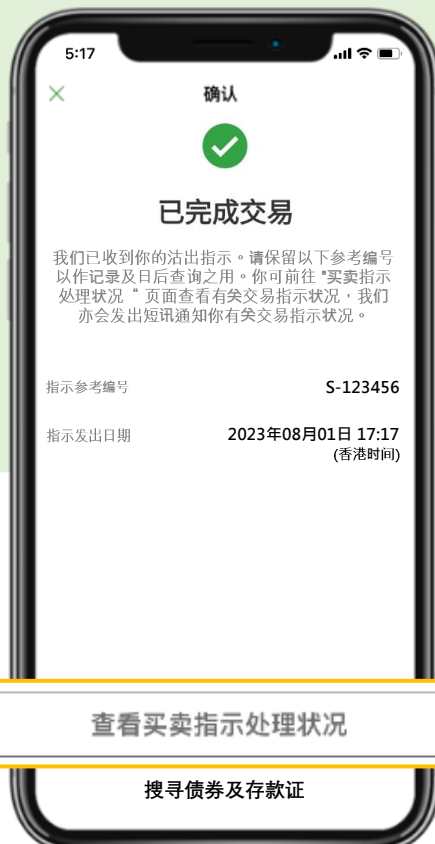 5:17
确认
已完成交易
我们已收到你的沽出指示。请保留以下参考编号
以作记录及日后查询之用。你可前往 "买卖指示
处理状况 “ 页面查看有关交易指示状况，我们
亦会发出短讯通知你有关交易指示状况。
指示参考编号 S-123456
指示发出日期 2023年08月01日 17:17
(香港时间)
查看买卖指示处理状况
搜寻债券及存款证